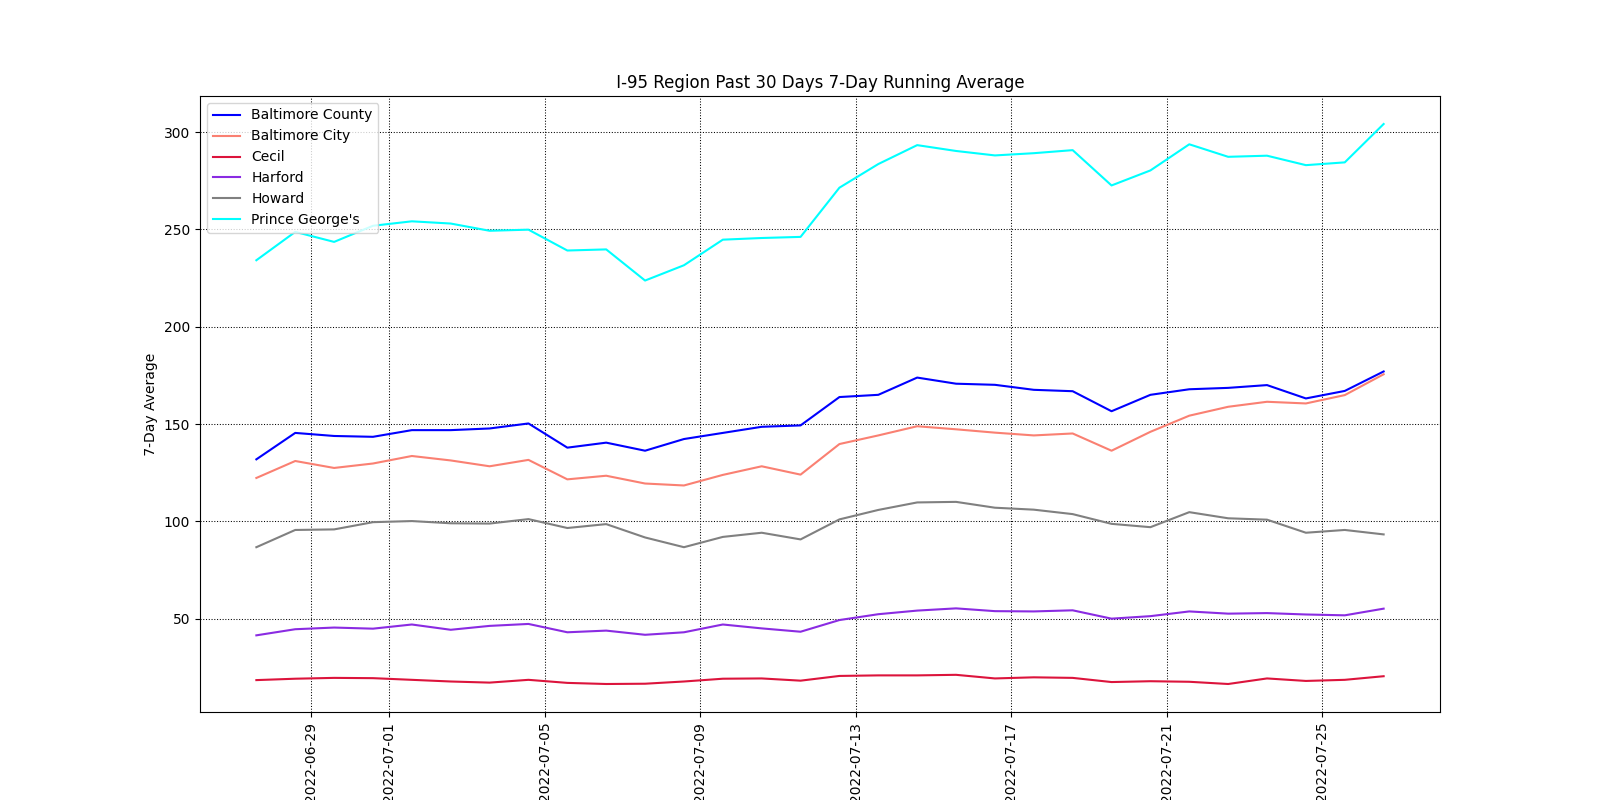 I-95 Region Past 30 Days 7-Day Running Average
Baltimore County
Baltimore City
Cecil
Harford
Howard
Prince George's
7-Day Average
300
250
200
150
100
50
2022-06-29
2022-07-01
2022-07-05
2022-07-09
2022-07-13
2022-07-17
2022-07-21
2022-07-25